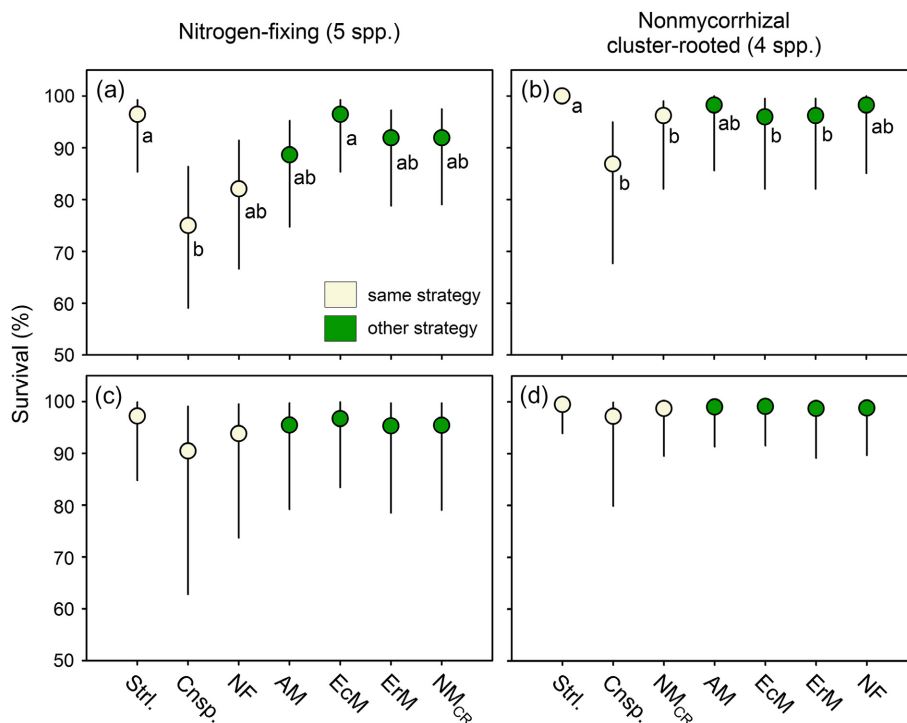 Nitrogen-fixing (5 spp.)
Nonmycorrhizal
cluster-rooted (4 spp.)
Survival (%)
(a)
100
90
80
70
60
50
a
b
ab
ab
a
ab
ab
same strategy
other strategy
(b)
a
b
b
ab
b
b
ab
(c)
100
90
80
70
60
50
(d)
Strl.
Cnsp.
NF
AM
EcM
ErM
NMCR
Strl.
Cnsp.
NMCR
AM
EcM
ErM
NF